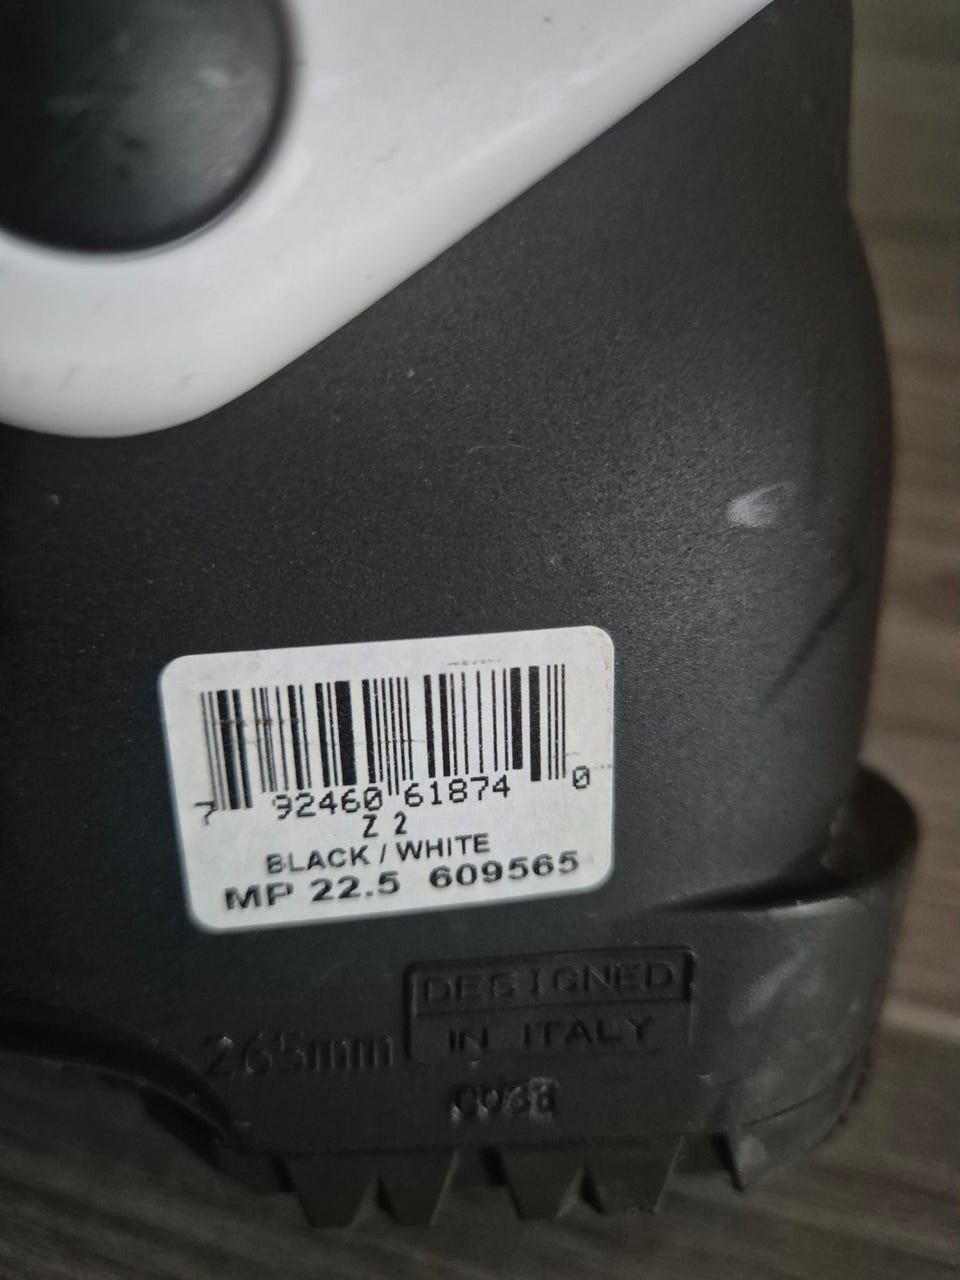 7 92460 61874 0
Z 2
BLACK / WHITE
MP 22.5 609565
DESIGNED
265mm IN ITALY